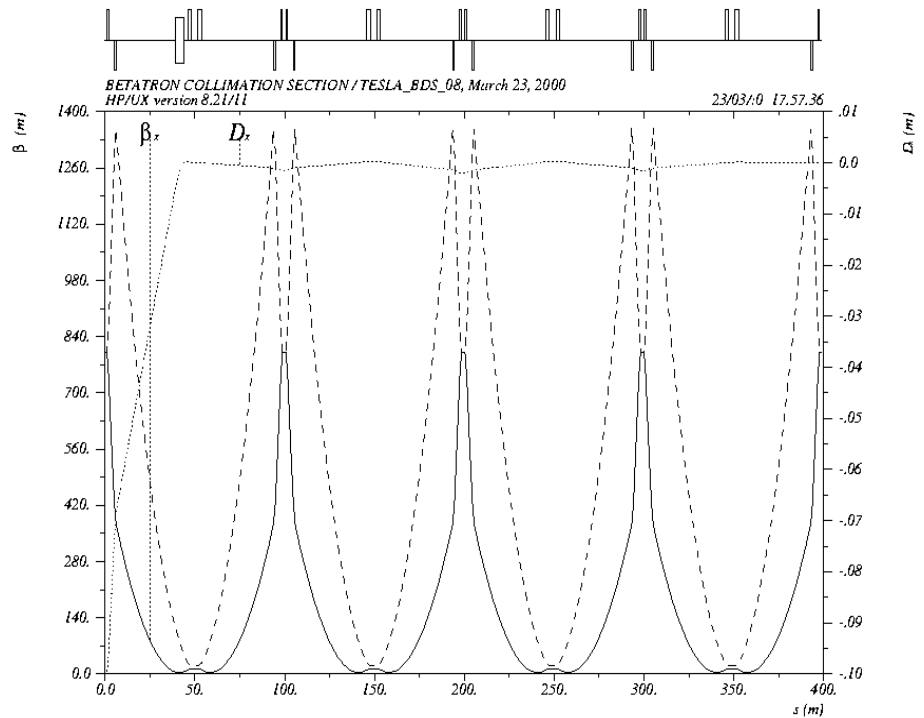 BETATRON COLLIMATION SECTION / TESLA_BDS_08, March 23, 2000
HP/UX version 8.21/11 23/03/:0 17.57.36
β (m)
1400.
1260.
1120.
980.
840.
700.
560.
420.
280.
140.
0.0
βx
Dx
.01
0.0
-.01
-.02
-.03
-.04
-.05
-.06
-.07
-.08
-.09
-.10
D (m)
0.0 50. 100. 150. 200. 250. 300. 350. 400.
s (m)